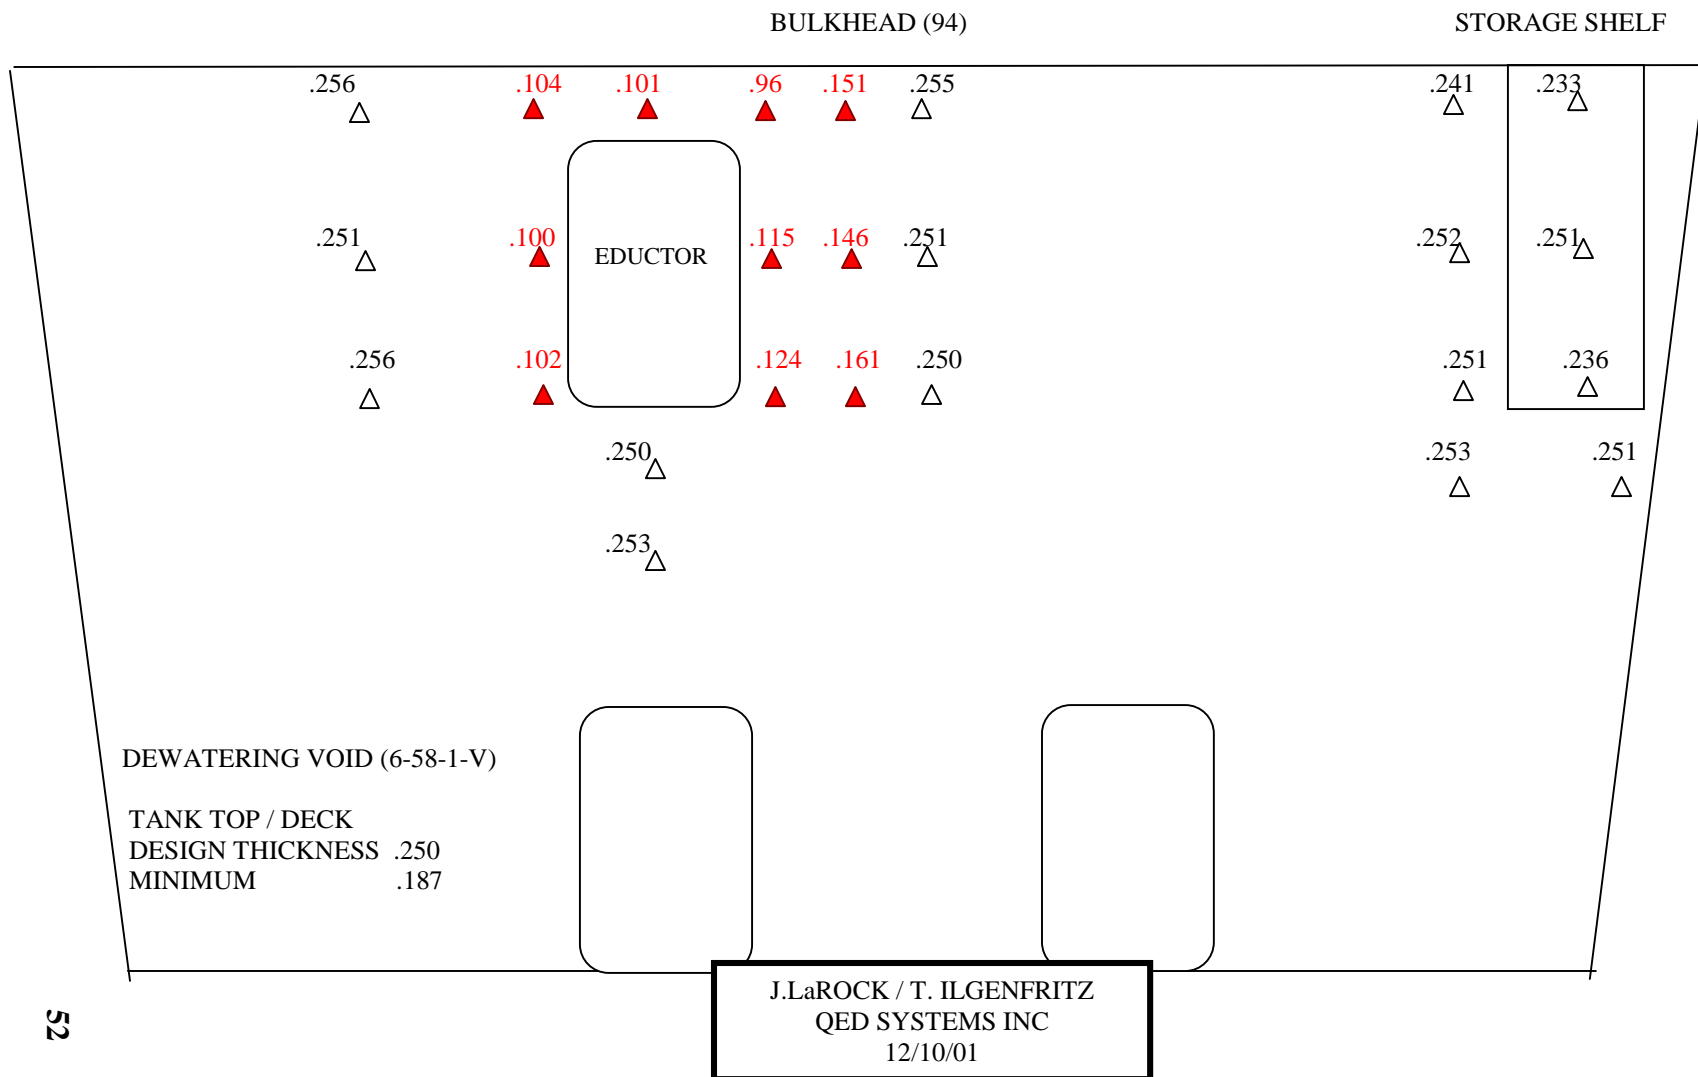 BULKHEAD (94) STORAGE SHELF
.256 .104 .101 .96 .151 .255 .241 .233
.251 .100 EDUCTOR .115 .146 .251 .252 .251
.256 .102 .124 .161 .250 .251 .236
.250 .253 .251
.253
DEWATERING VOID (6-58-1-V)
TANK TOP / DECK
DESIGN THICKNESS .250
MINIMUM .187
J.LaROCK / T. ILGENFRITZ
QED SYSTEMS INC
12/10/01
52